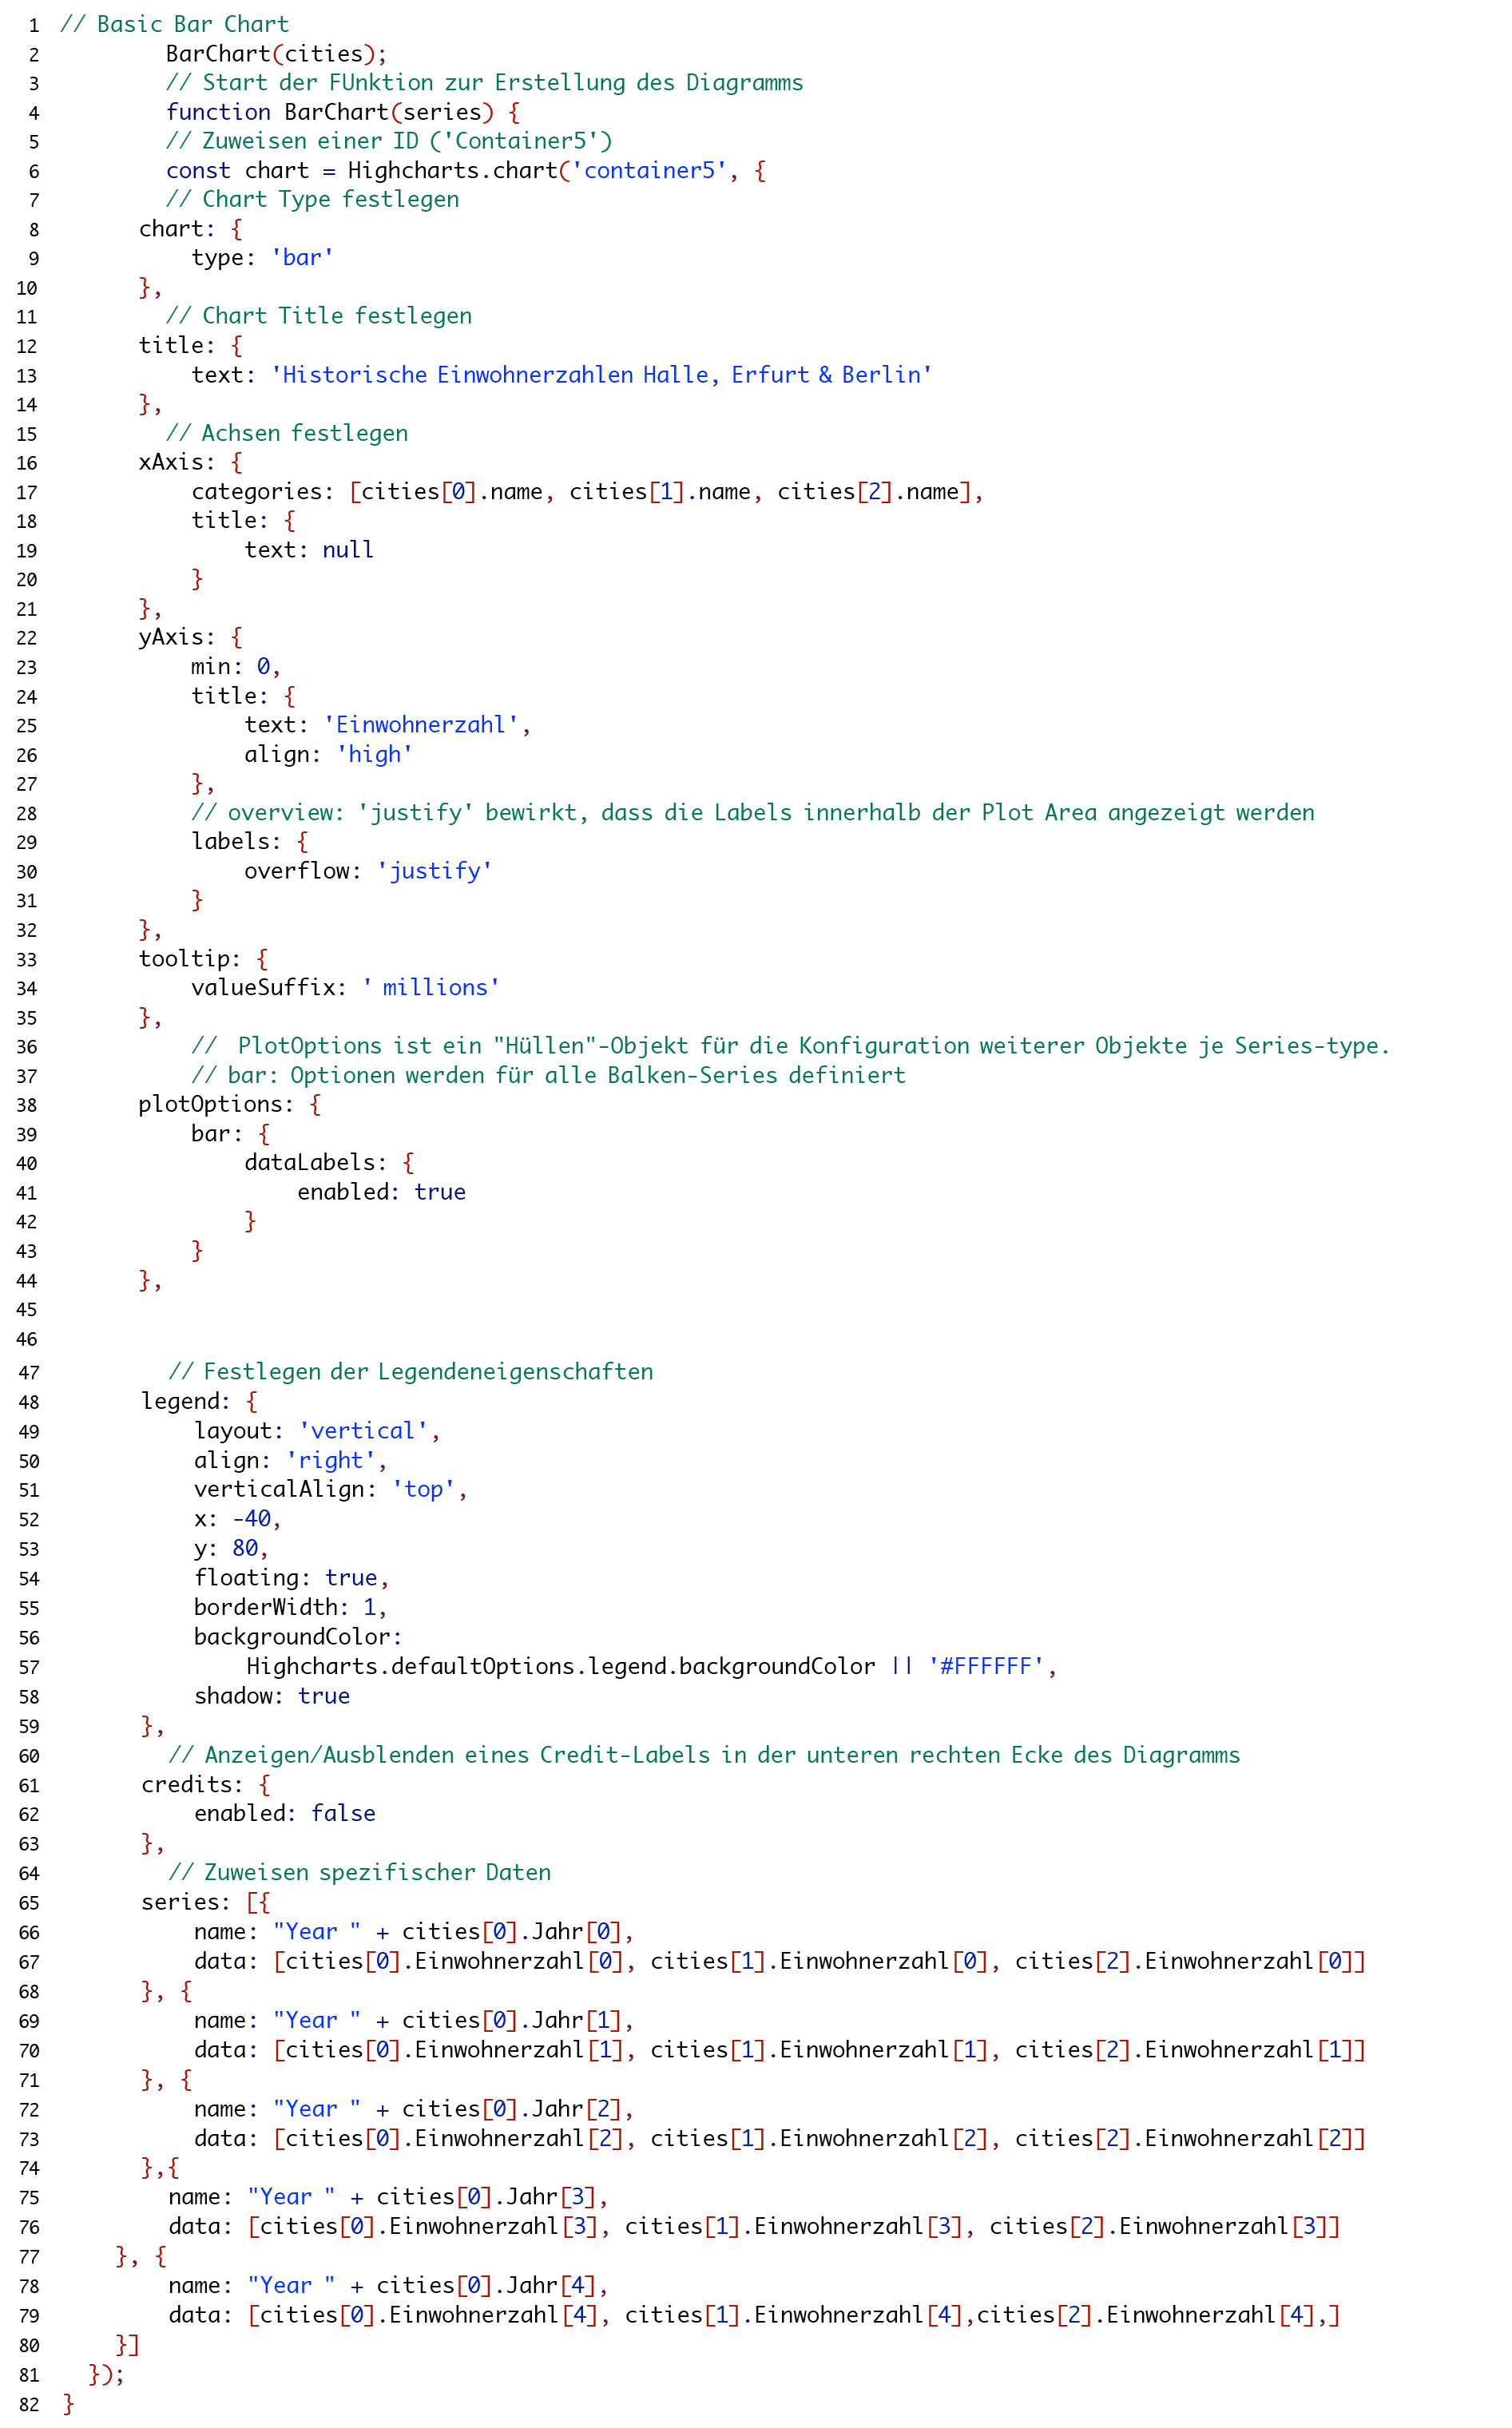 1 // Basic Bar Chart
2         BarChart(cities);
3         // Start der FUnktion zur Erstellung des Diagramms
4         function BarChart(series) {
5         // Zuweisen einer ID ('Container5')
6         const chart = Highcharts.chart('container5', {
7         // Chart Type festlegen
8       chart: {
9           type: 'bar'
10       },
11         // Chart Title festlegen
12       title: {
13           text: 'Historische Einwohnerzahlen Halle, Erfurt & Berlin'
14       },
15         // Achsen festlegen
16       xAxis: {
17           categories: [cities[0].name, cities[1].name, cities[2].name],
18           title: {
19               text: null
20           }
21       },
22       yAxis: {
23           min: 0,
24           title: {
25               text: 'Einwohnerzahl',
26               align: 'high'
27           },
28           // overview: 'justify' bewirkt, dass die Labels innerhalb der Plot Area angezeigt werden
29           labels: {
30               overflow: 'justify'
31           }
32       },
33       tooltip: {
34           valueSuffix: ' millions'
35       },
36           //  PlotOptions ist ein "Hüllen"-Objekt für die Konfiguration weiterer Objekte je Series-type.
37           // bar: Optionen werden für alle Balken-Series definiert
38       plotOptions: {
39           bar: {
40               dataLabels: {
41                   enabled: true
42               }
43           }
44       },
45
46
47         // Festlegen der Legendeneigenschaften
48       legend: {
49           layout: 'vertical',
50           align: 'right',
51           verticalAlign: 'top',
52           x: -40,
53           y: 80,
54           floating: true,
55           borderWidth: 1,
56           backgroundColor:
57               Highcharts.defaultOptions.legend.backgroundColor || '#FFFFFF',
58           shadow: true
59       },
60         // Anzeigen/Ausblenden eines Credit-Labels in der unteren rechten Ecke des Diagramms
61       credits: {
62           enabled: false
63       },
64         // Zuweisen spezifischer Daten
65       series: [{
66           name: "Year " + cities[0].Jahr[0],
67           data: [cities[0].Einwohnerzahl[0], cities[1].Einwohnerzahl[0], cities[2].Einwohnerzahl[0]]
68       }, {
69           name: "Year " + cities[0].Jahr[1],
70           data: [cities[0].Einwohnerzahl[1], cities[1].Einwohnerzahl[1], cities[2].Einwohnerzahl[1]]
71       }, {
72           name: "Year " + cities[0].Jahr[2],
73           data: [cities[0].Einwohnerzahl[2], cities[1].Einwohnerzahl[2], cities[2].Einwohnerzahl[2]]
74       },{
75         name: "Year " + cities[0].Jahr[3],
76         data: [cities[0].Einwohnerzahl[3], cities[1].Einwohnerzahl[3], cities[2].Einwohnerzahl[3]]
77     }, {
78         name: "Year " + cities[0].Jahr[4],
79         data: [cities[0].Einwohnerzahl[4], cities[1].Einwohnerzahl[4],cities[2].Einwohnerzahl[4],]
80     }]
81   });
82 }